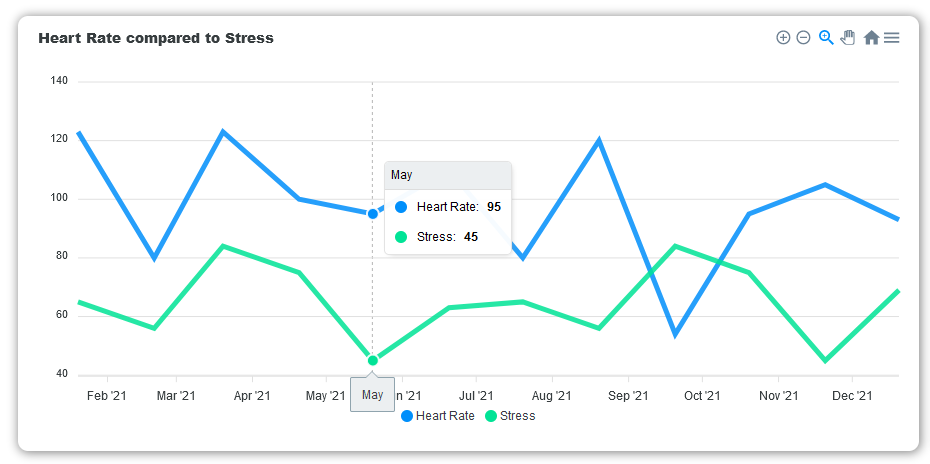 Heart Rate compared to Stress
140
120
100
80
60
40
May
Heart Rate: 95
Stress: 45
Feb '21 Mar '21 Apr '21 May '21 n '21 Jul '21 Aug '21 Sep '21 Oct '21 Nov '21 Dec '21
May
Heart Rate Stress